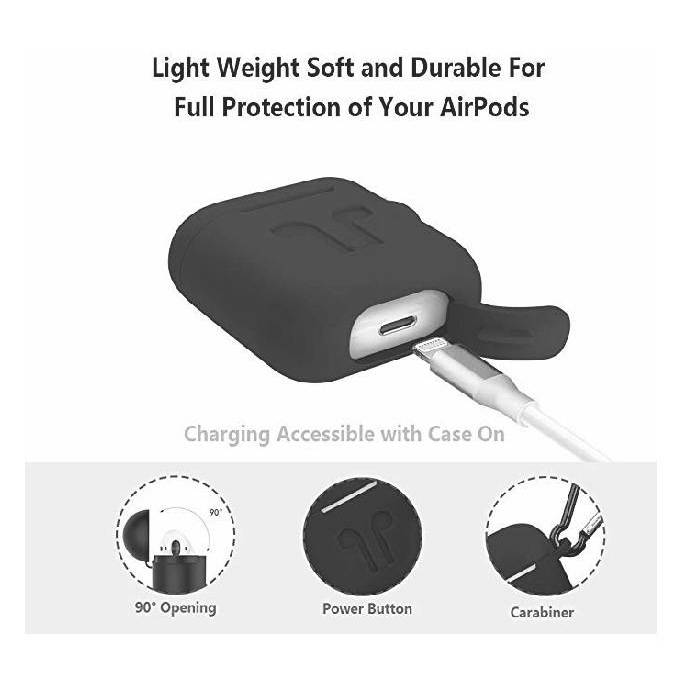 Light Weight Soft and Durable For
Full Protection of Your AirPods
Charging Accessible with Case On
90°
90° Opening
Power Button
Carabiner